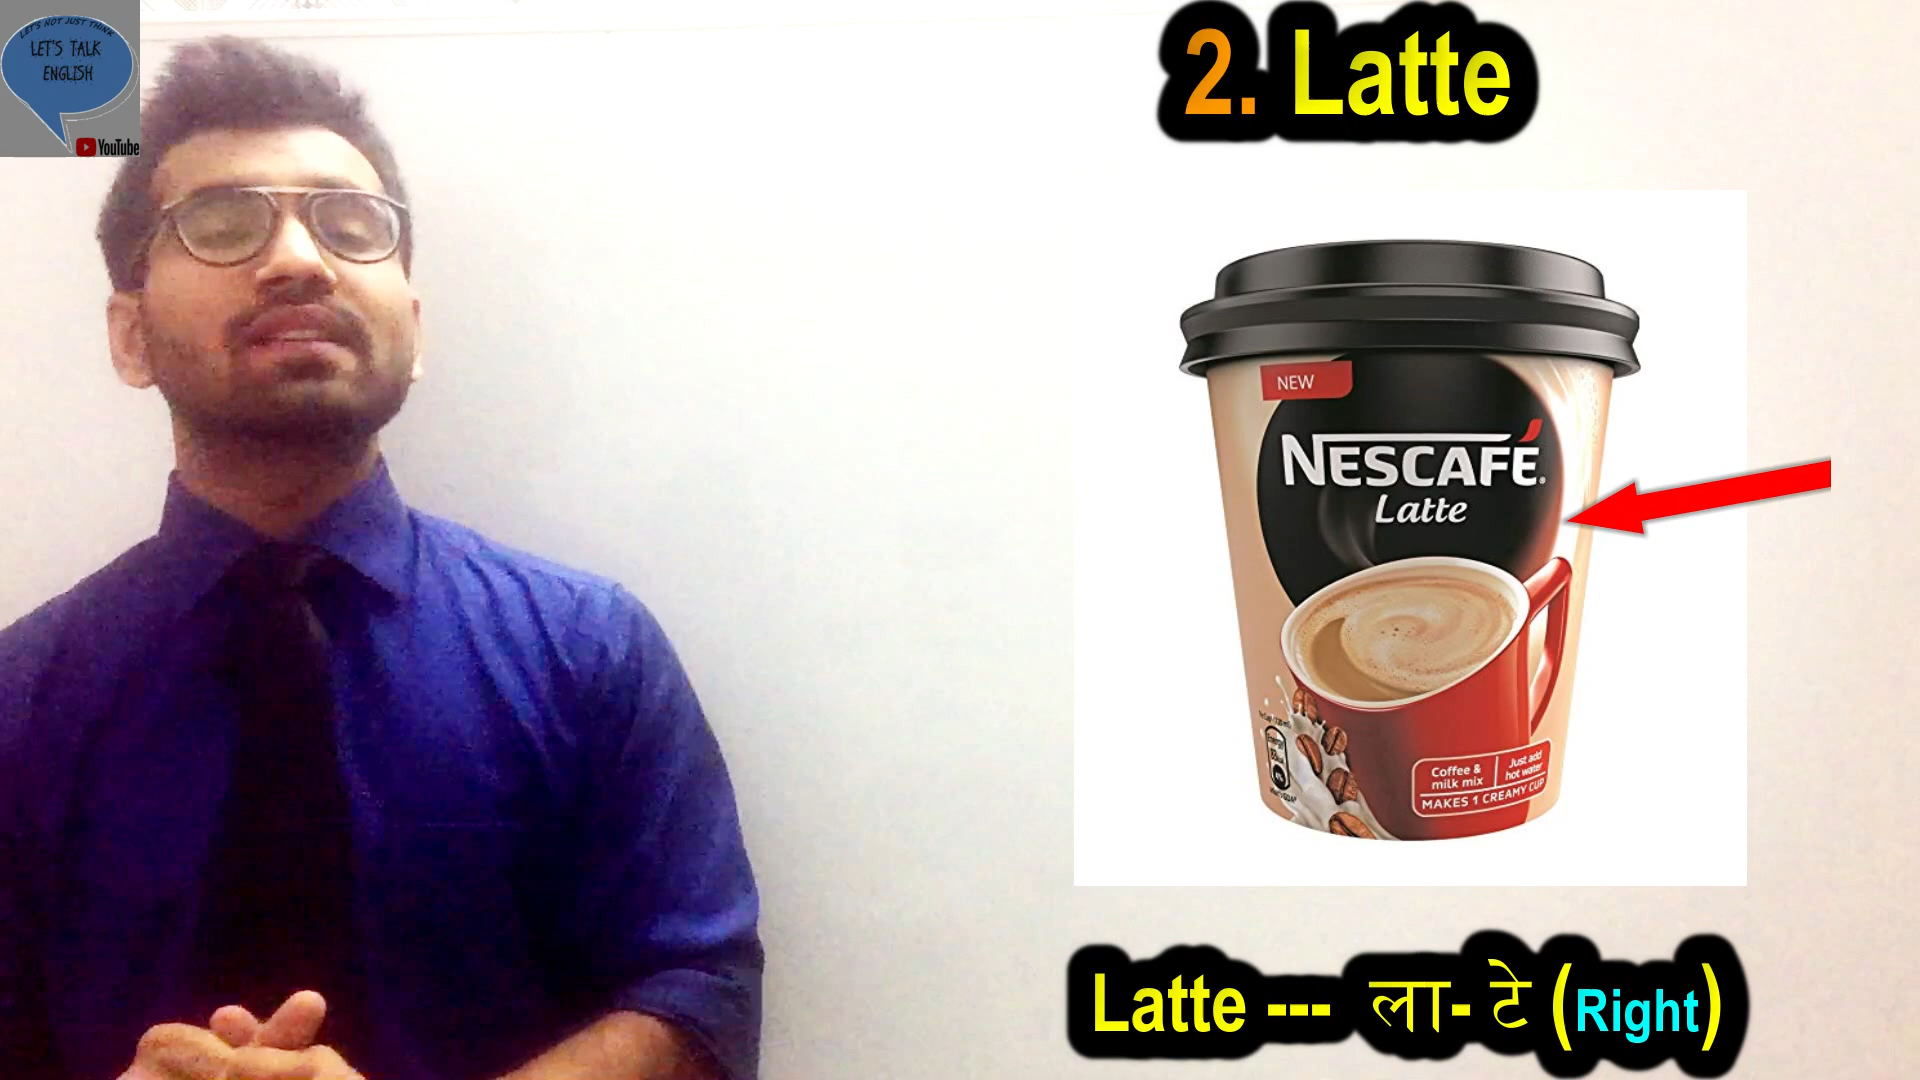 LET'S NOT JUST THINK
LET'S TALK
ENGLISH
YouTube
2. Latte
NEW
NESCAFÉ
Latte
Coffee &
milk mix
Just add
hot water
MAKES 1 CREAMY CUP
Energy
Latte --- ला- टे (Right)